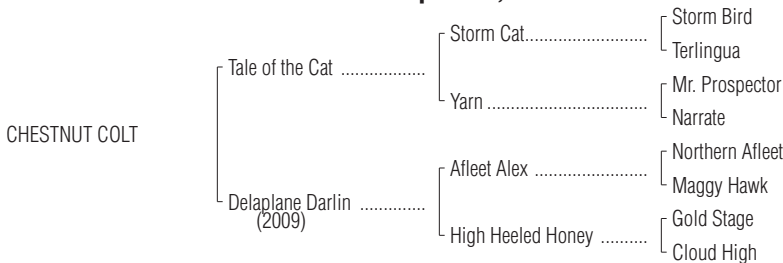 Storm Bird
Storm Cat..............................
Terlingua
Tale of the Cat ..................
Mr. Prospector
Yarn ..................................
Narrate
CHESTNUT COLT
Northern Afleet
Afleet Alex ........................
Maggy Hawk
Delaplane Darlin ..............
(2009)
Gold Stage
High Heeled Honey ..........
Cloud High